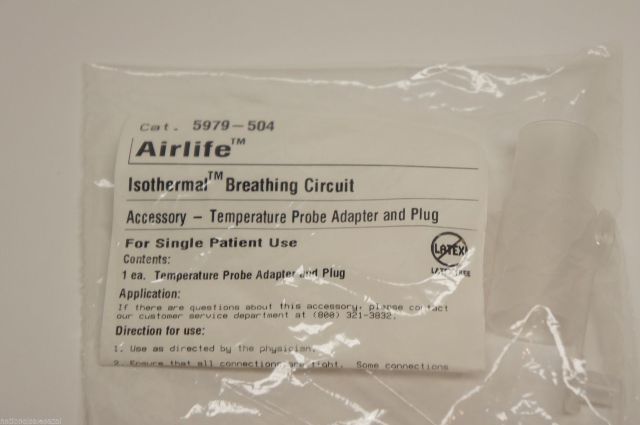 Cat. 5979-504
Airlife™
Isothermal™ Breathing Circuit
Accessory - Temperature Probe Adapter and Plug
For Single Patient Use
LATEX
LATEX FREE
Contents:
1 ea. Temperature Probe Adapter and Plug
Application:
If there are questions about this accessory, please contact
our customer service department at (800) 321-3832.
Direction for use:
1. Use as directed by the physician.
2. Ensure that all connections are tight. Some connections